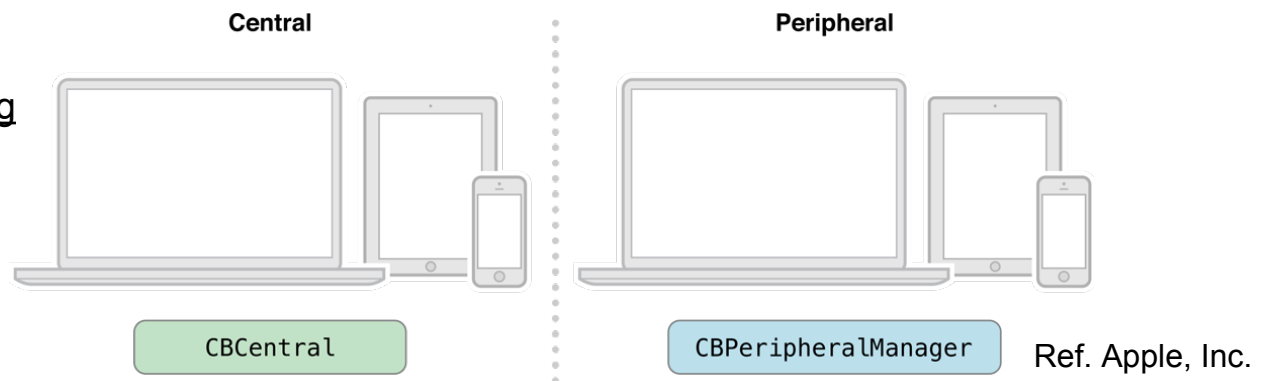 Central
Peripheral
g
CBCentral
CBPeripheralManager
Ref. Apple, Inc.